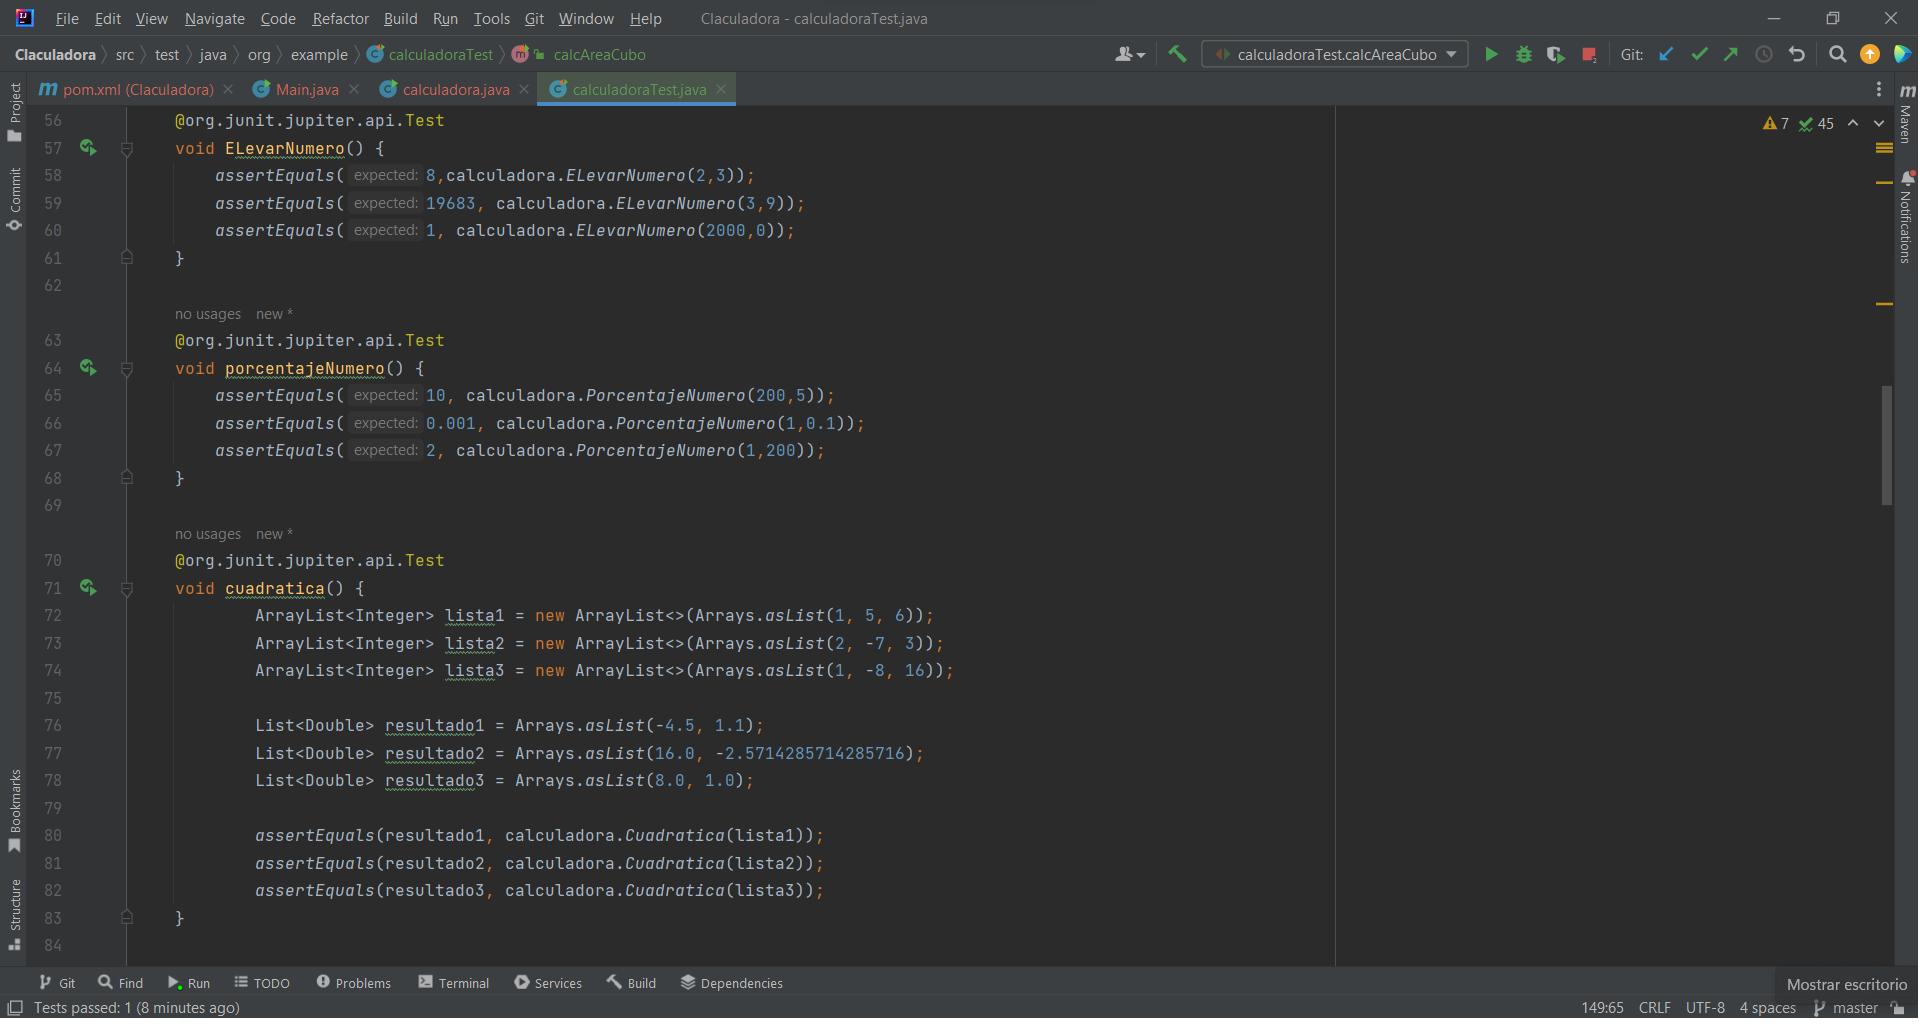 File Edit View Navigate Code Refactor Build Run Tools Git Window Help Claculadora - calculadoraTest.java
Claculadora src test java org example calculadoraTest calcAreaCubo calculadoraTest.calcAreaCubo Git:
pom.xml (Claculadora) Main.java calculadora.java calculadoraTest.java
7 45
Project
Commit
Bookmarks
Structure
Maven
Notifications
56 @org.junit.jupiter.api.Test
57 void ELevarNumero() {
58 assertEquals( expected: 8,calculadora.ELevarNumero(2,3));
59 assertEquals( expected: 19683, calculadora.ELevarNumero(3,9));
60 assertEquals( expected: 1, calculadora.ELevarNumero(2000,0));
61 }
62
no usages new *
63 @org.junit.jupiter.api.Test
64 void porcentajeNumero() {
65 assertEquals( expected: 10, calculadora.PorcentajeNumero(200,5));
66 assertEquals( expected: 0.001, calculadora.PorcentajeNumero(1,0.1));
67 assertEquals( expected: 2, calculadora.PorcentajeNumero(1,200));
68 }
69
no usages new *
70 @org.junit.jupiter.api.Test
71 void cuadratica() {
72 ArrayList<Integer> lista1 = new ArrayList<>(Arrays.asList(1, 5, 6));
73 ArrayList<Integer> lista2 = new ArrayList<>(Arrays.asList(2, -7, 3));
74 ArrayList<Integer> lista3 = new ArrayList<>(Arrays.asList(1, -8, 16));
75
76 List<Double> resultado1 = Arrays.asList(-4.5, 1.1);
77 List<Double> resultado2 = Arrays.asList(16.0, -2.5714285714285716);
78 List<Double> resultado3 = Arrays.asList(8.0, 1.0);
79
80 assertEquals(resultado1, calculadora.Cuadratica(lista1));
81 assertEquals(resultado2, calculadora.Cuadratica(lista2));
82 assertEquals(resultado3, calculadora.Cuadratica(lista3));
83 }
84
Git Find Run TODO Problems Terminal Services Build Dependencies
Mostrar escritorio
Tests passed: 1 (8 minutes ago) 149:65 CRLF UTF-8 4 spaces master